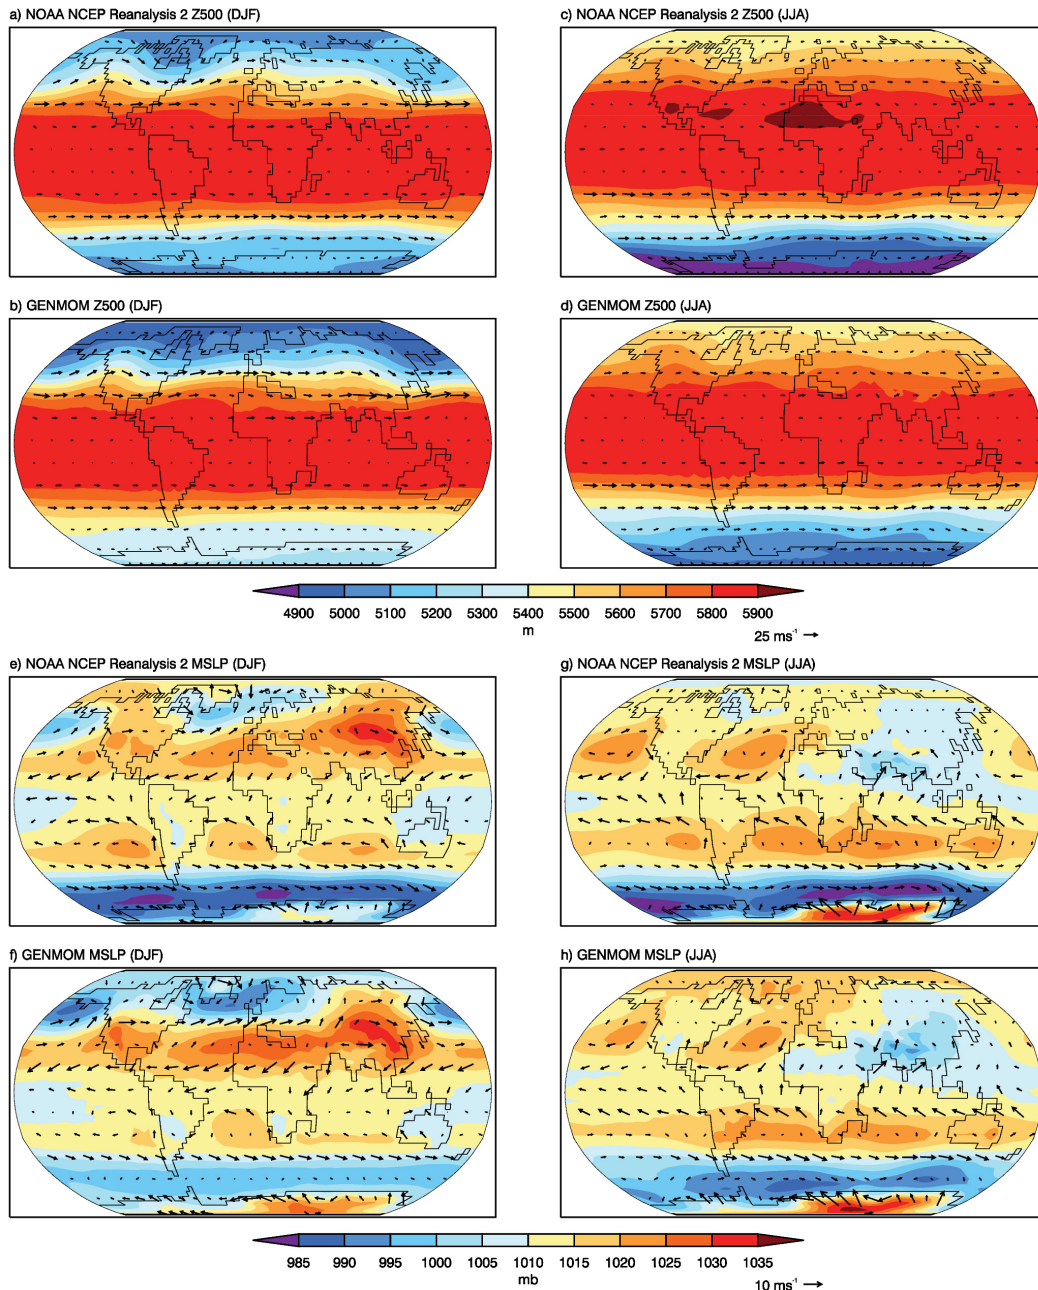 a) NOAA NCEP Reanalysis 2 Z500 (DJF)
c) NOAA NCEP Reanalysis 2 Z500 (JJA)
b) GENMOM Z500 (DJF)
d) GENMOM Z500 (JJA)
4900 5000 5100 5200 5300 5400 5500 5600 5700 5800 5900
m
25 ms⁻¹
e) NOAA NCEP Reanalysis 2 MSLP (DJF)
g) NOAA NCEP Reanalysis 2 MSLP (JJA)
f) GENMOM MSLP (DJF)
h) GENMOM MSLP (JJA)
985 990 995 1000 1005 1010 1015 1020 1025 1030 1035
mb
10 ms⁻¹